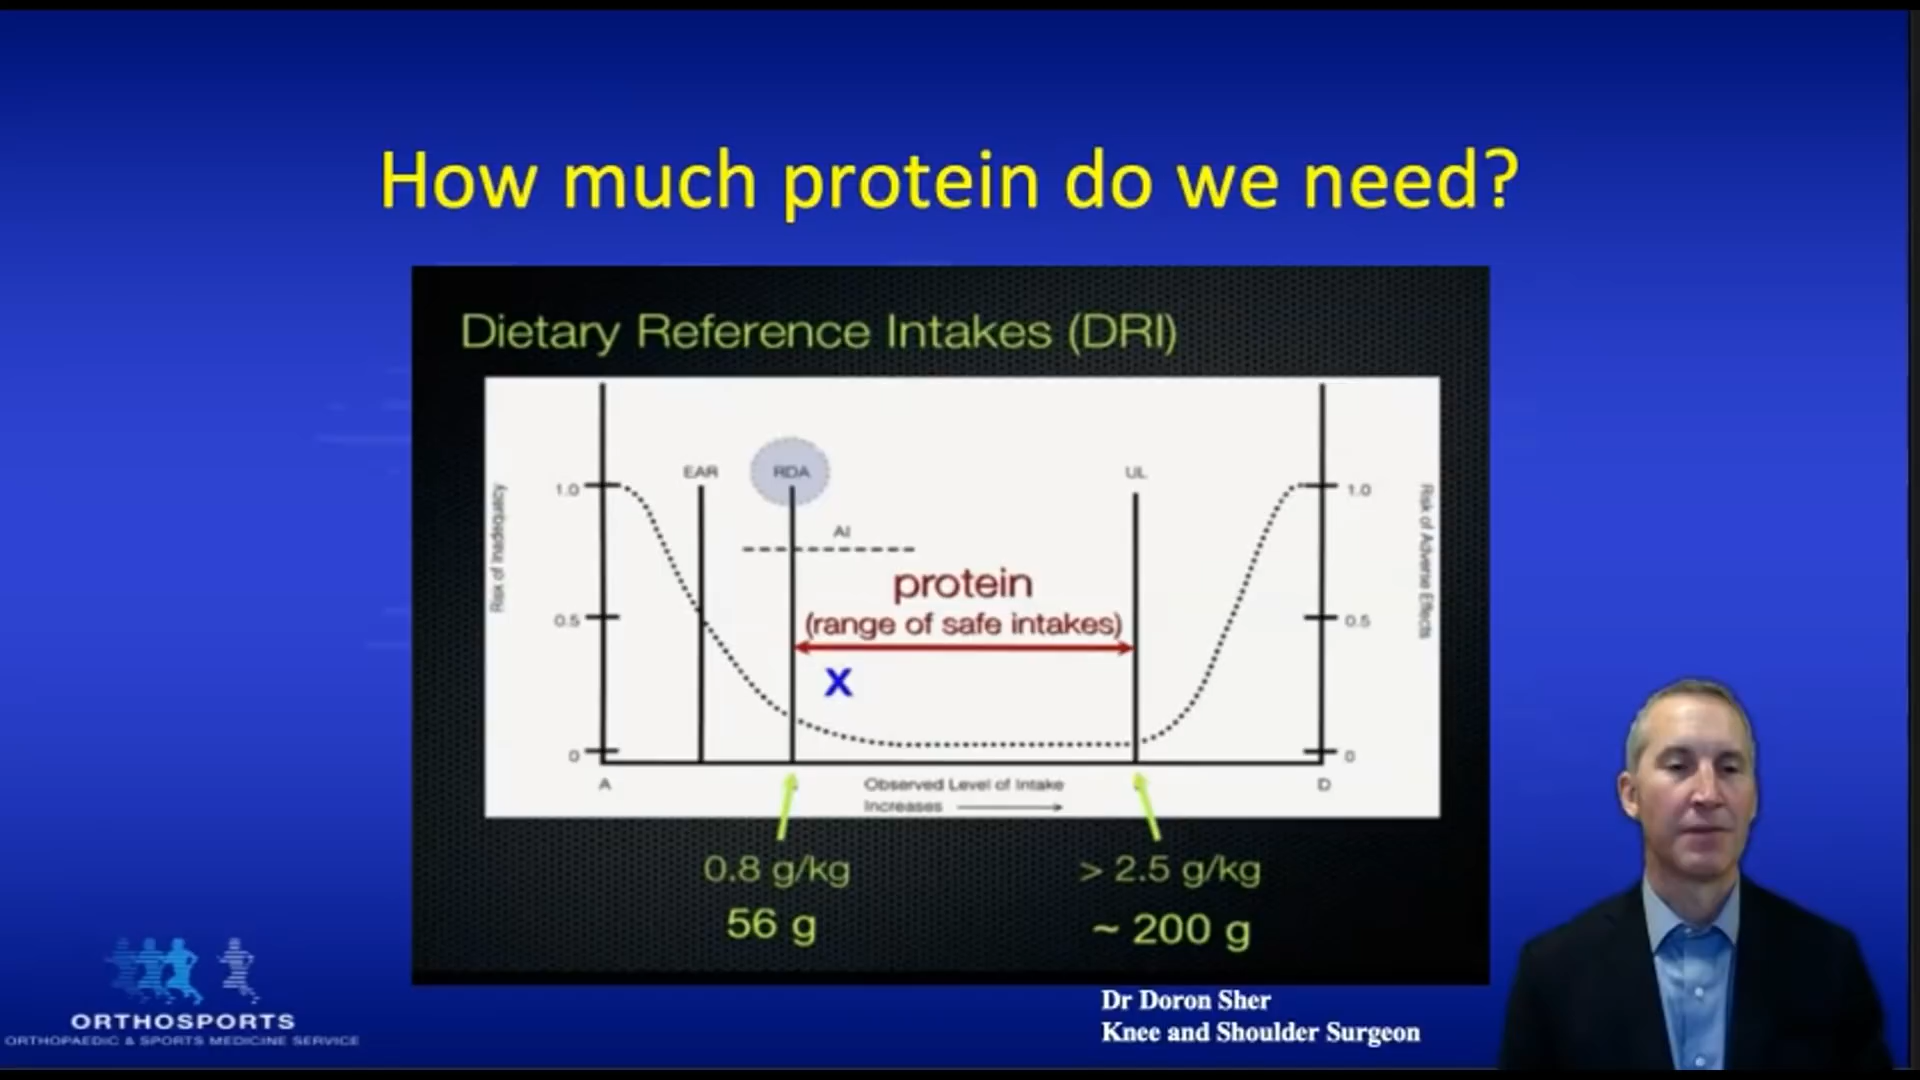 How much protein do we need?
Dietary Reference Intakes (DRI)
EAR
RDA
UL
1.0
1.0
AI
Risk of Inadequacy
Risk of Adverse Effects
protein
(range of safe intakes)
0.5
0.5
X
0
0
A
Observed Level of Intake
Increases
D
0.8 g/kg
> 2.5 g/kg
56 g
~ 200 g
Dr Doron Sher
Knee and Shoulder Surgeon
ORTHOSPORTS
ORTHOPAEDIC & SPORTS MEDICINE SERVICE